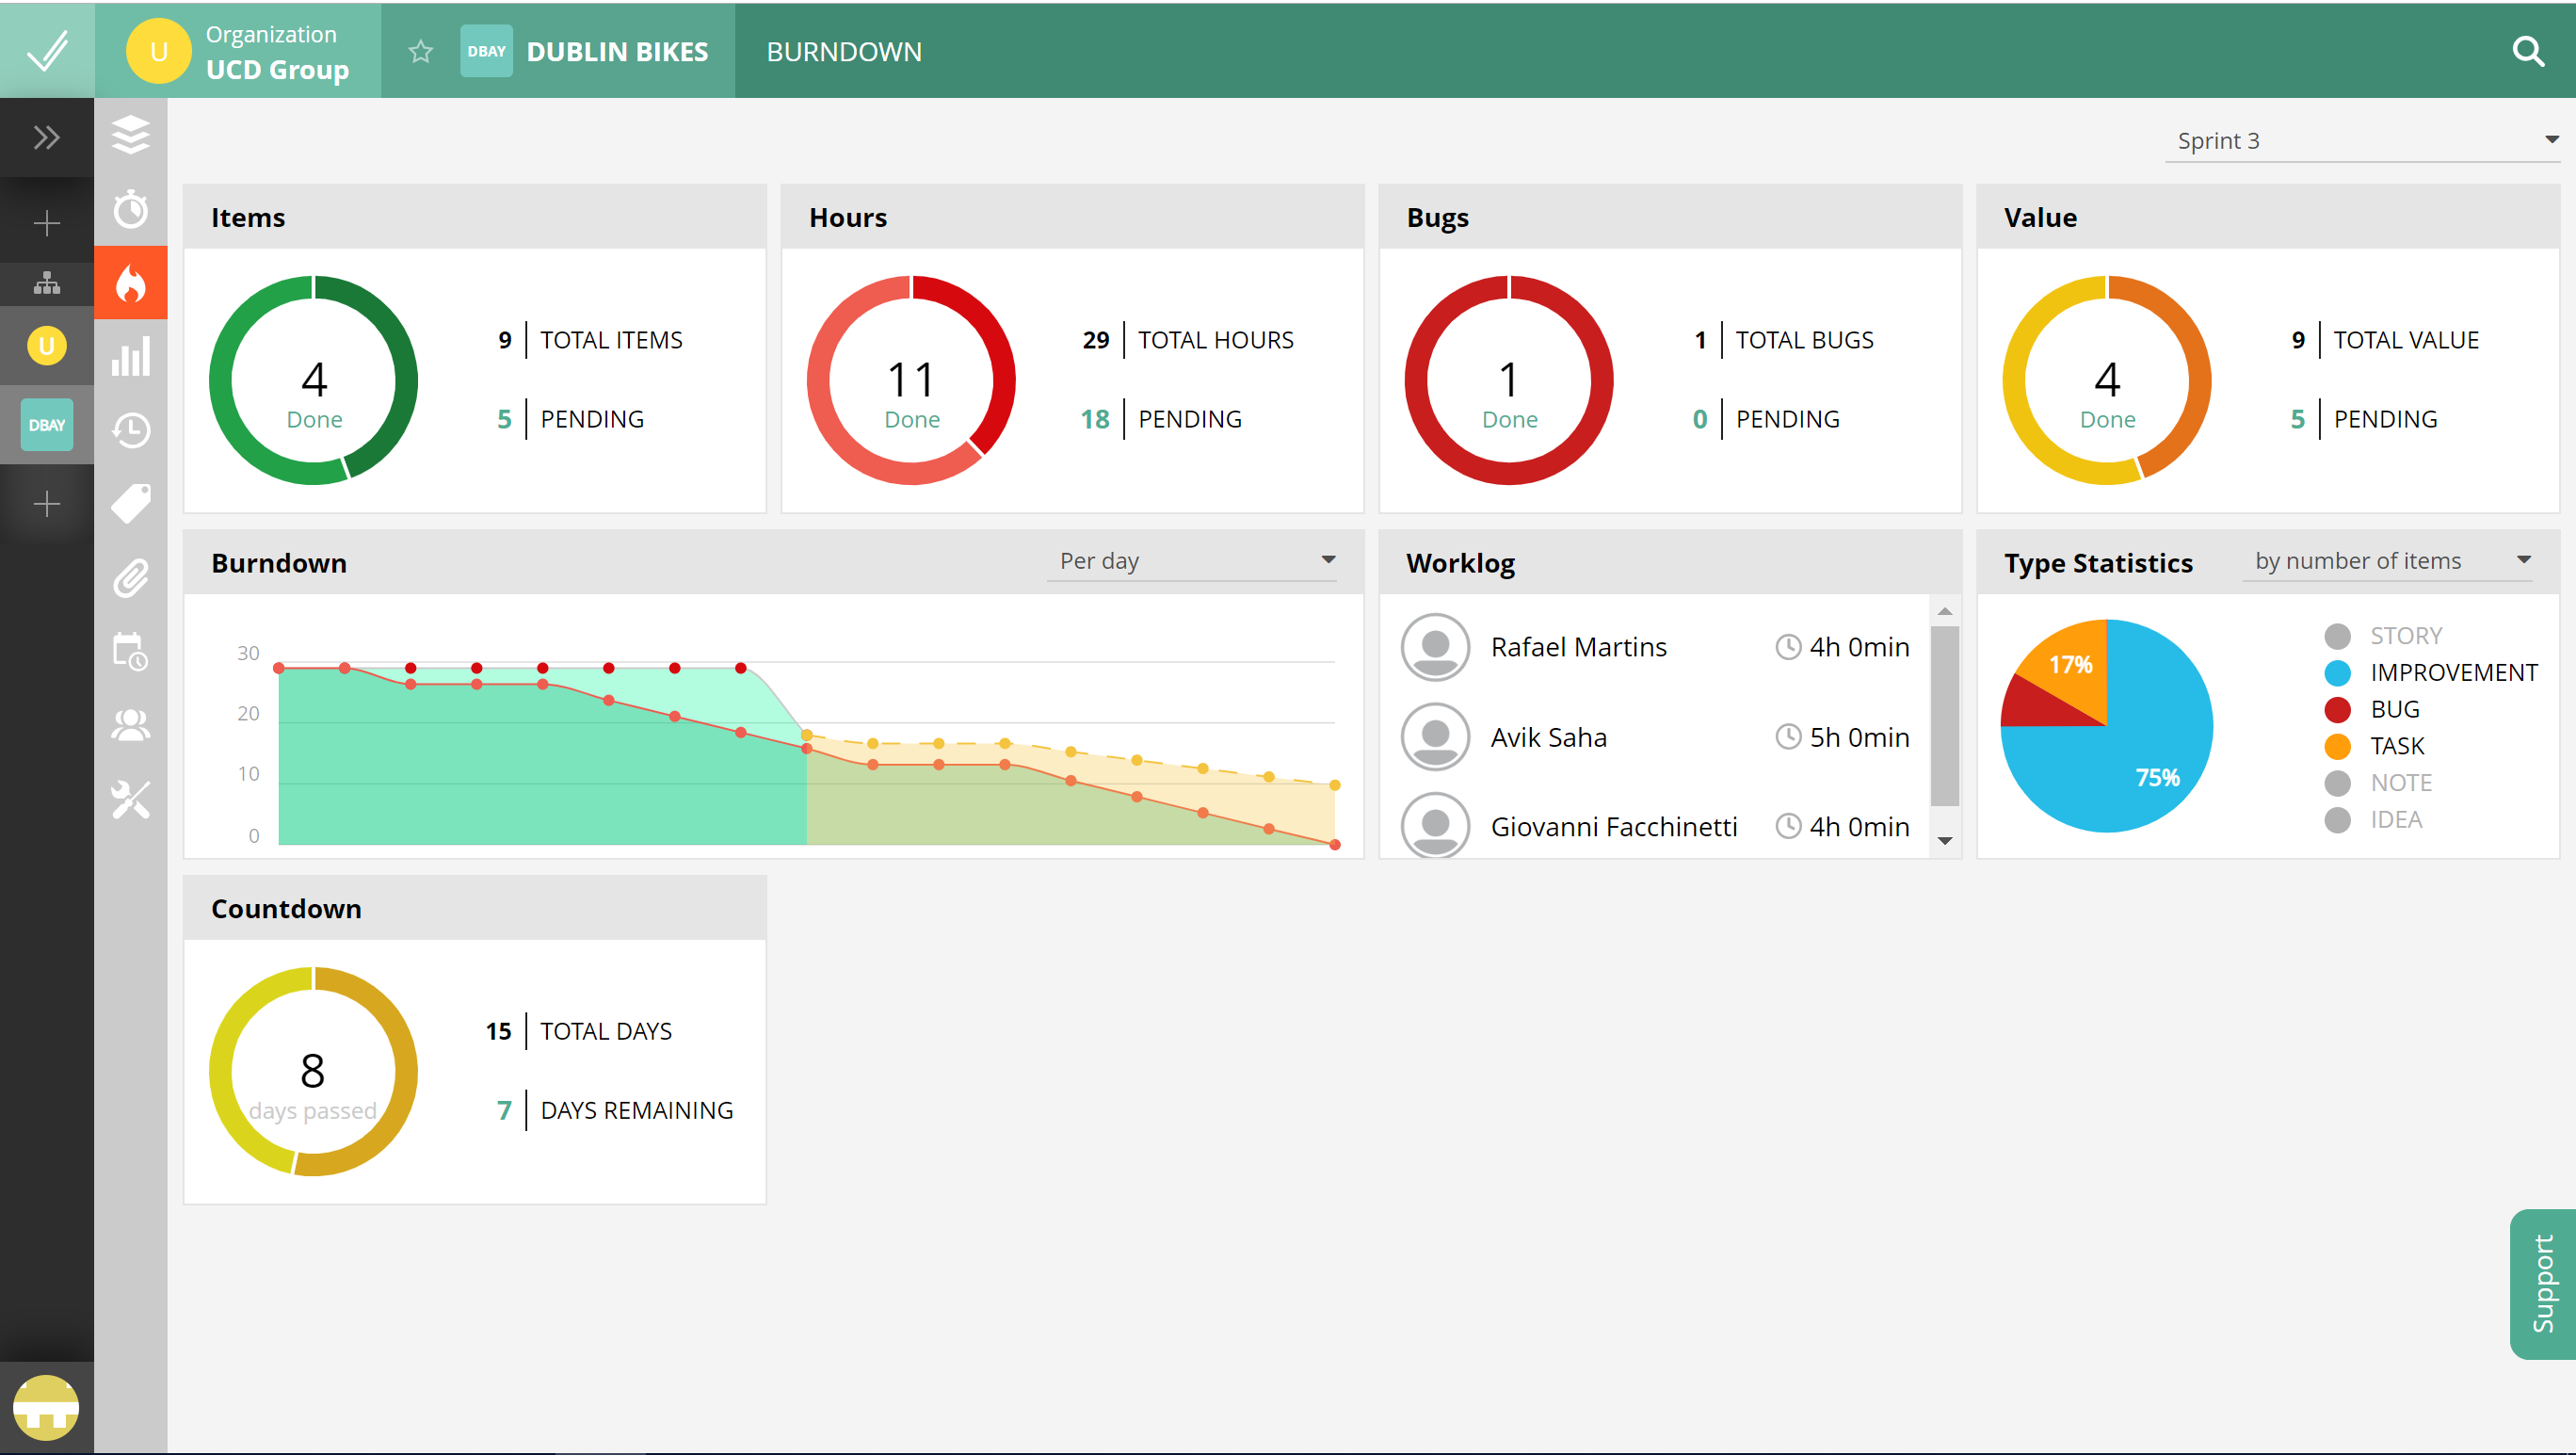 U
Organization
UCD Group
DBAY
DUBLIN BIKES
BURNDOWN
Sprint 3
U
DBAY
Items
4
Done
9 TOTAL ITEMS
5 PENDING
Hours
11
Done
29 TOTAL HOURS
18 PENDING
Bugs
1
Done
1 TOTAL BUGS
0 PENDING
Value
4
Done
9 TOTAL VALUE
5 PENDING
Burndown
Per day
30
20
10
0
Worklog
Rafael Martins 4h 0min
Avik Saha 5h 0min
Giovanni Facchinetti 4h 0min
Type Statistics
by number of items
17%
75%
STORY
IMPROVEMENT
BUG
TASK
NOTE
IDEA
Countdown
8
days passed
15 TOTAL DAYS
7 DAYS REMAINING
Support